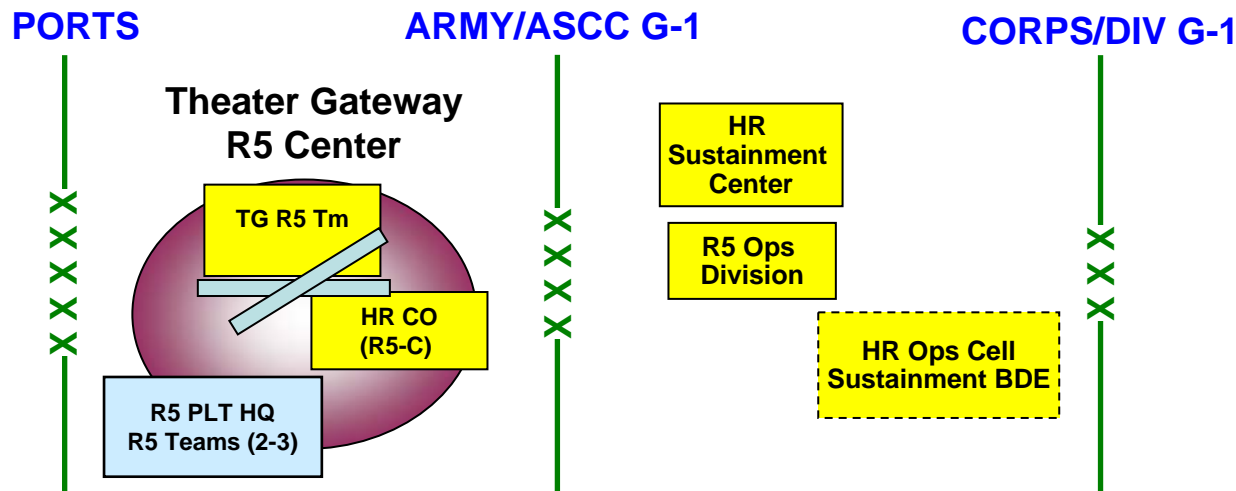 PORTS
ARMY/ASCC G-1
CORPS/DIV G-1
Theater Gateway
R5 Center
TG R5 Tm
HR CO
(R5-C)
R5 PLT HQ
R5 Teams (2-3)
X X X X X
X X X X
HR
Sustainment
Center
R5 Ops
Division
HR Ops Cell
Sustainment BDE
X X X